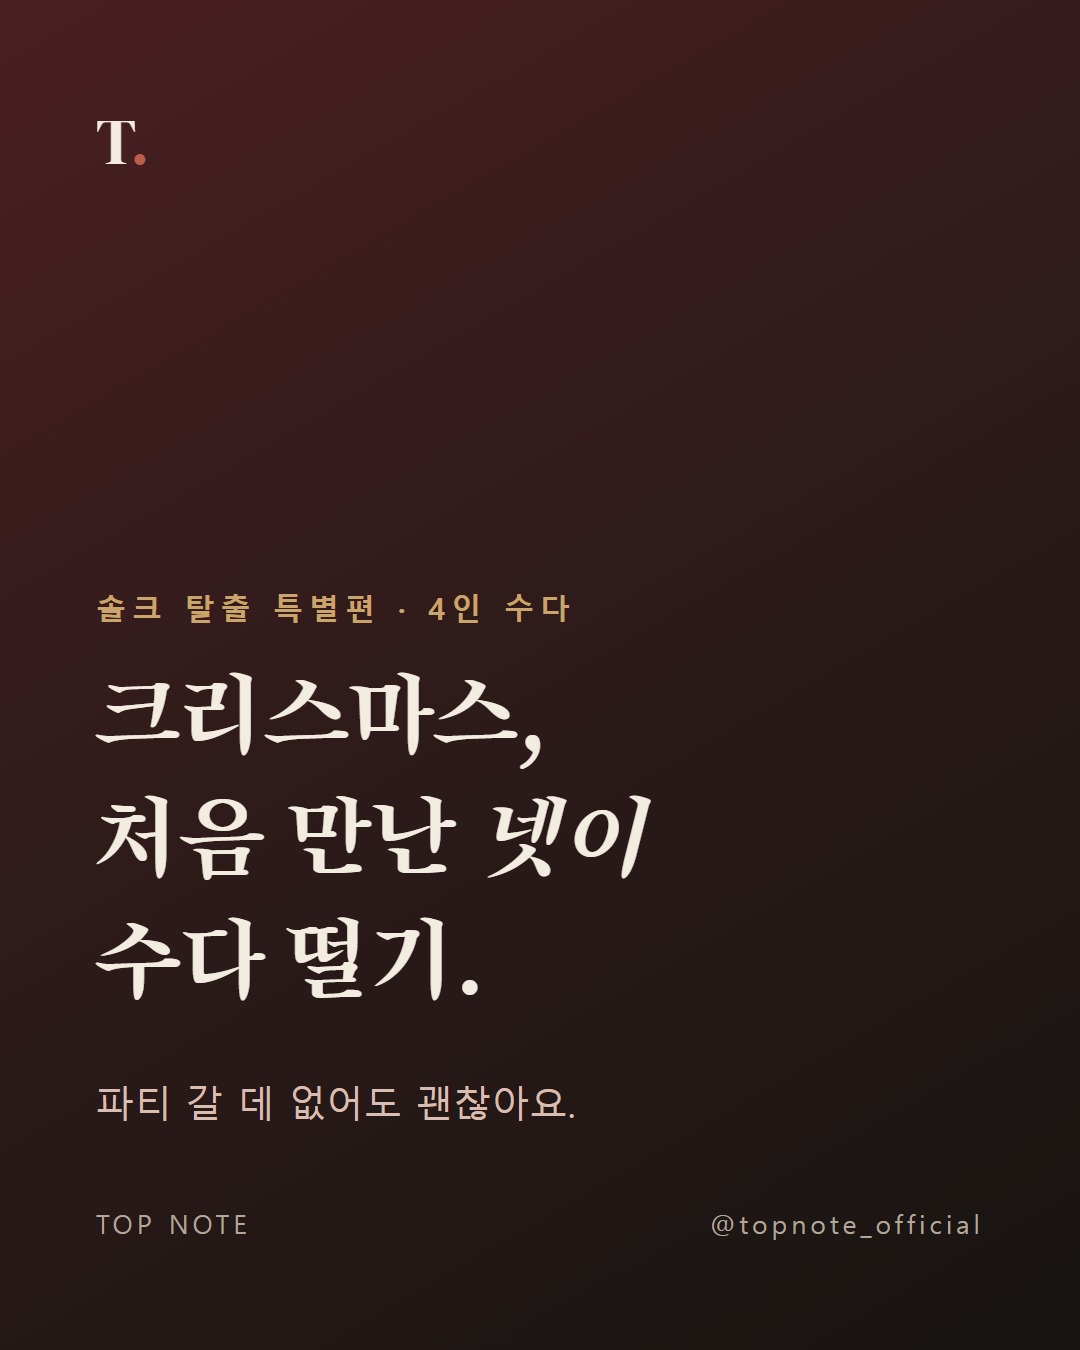 T.
솔크 탈출 특별편 · 4인 수다
크리스마스,
처음 만난 넷이
수다 떨기.
파티 갈 데 없어도 괜찮아요.
TOP NOTE
@topnote_official